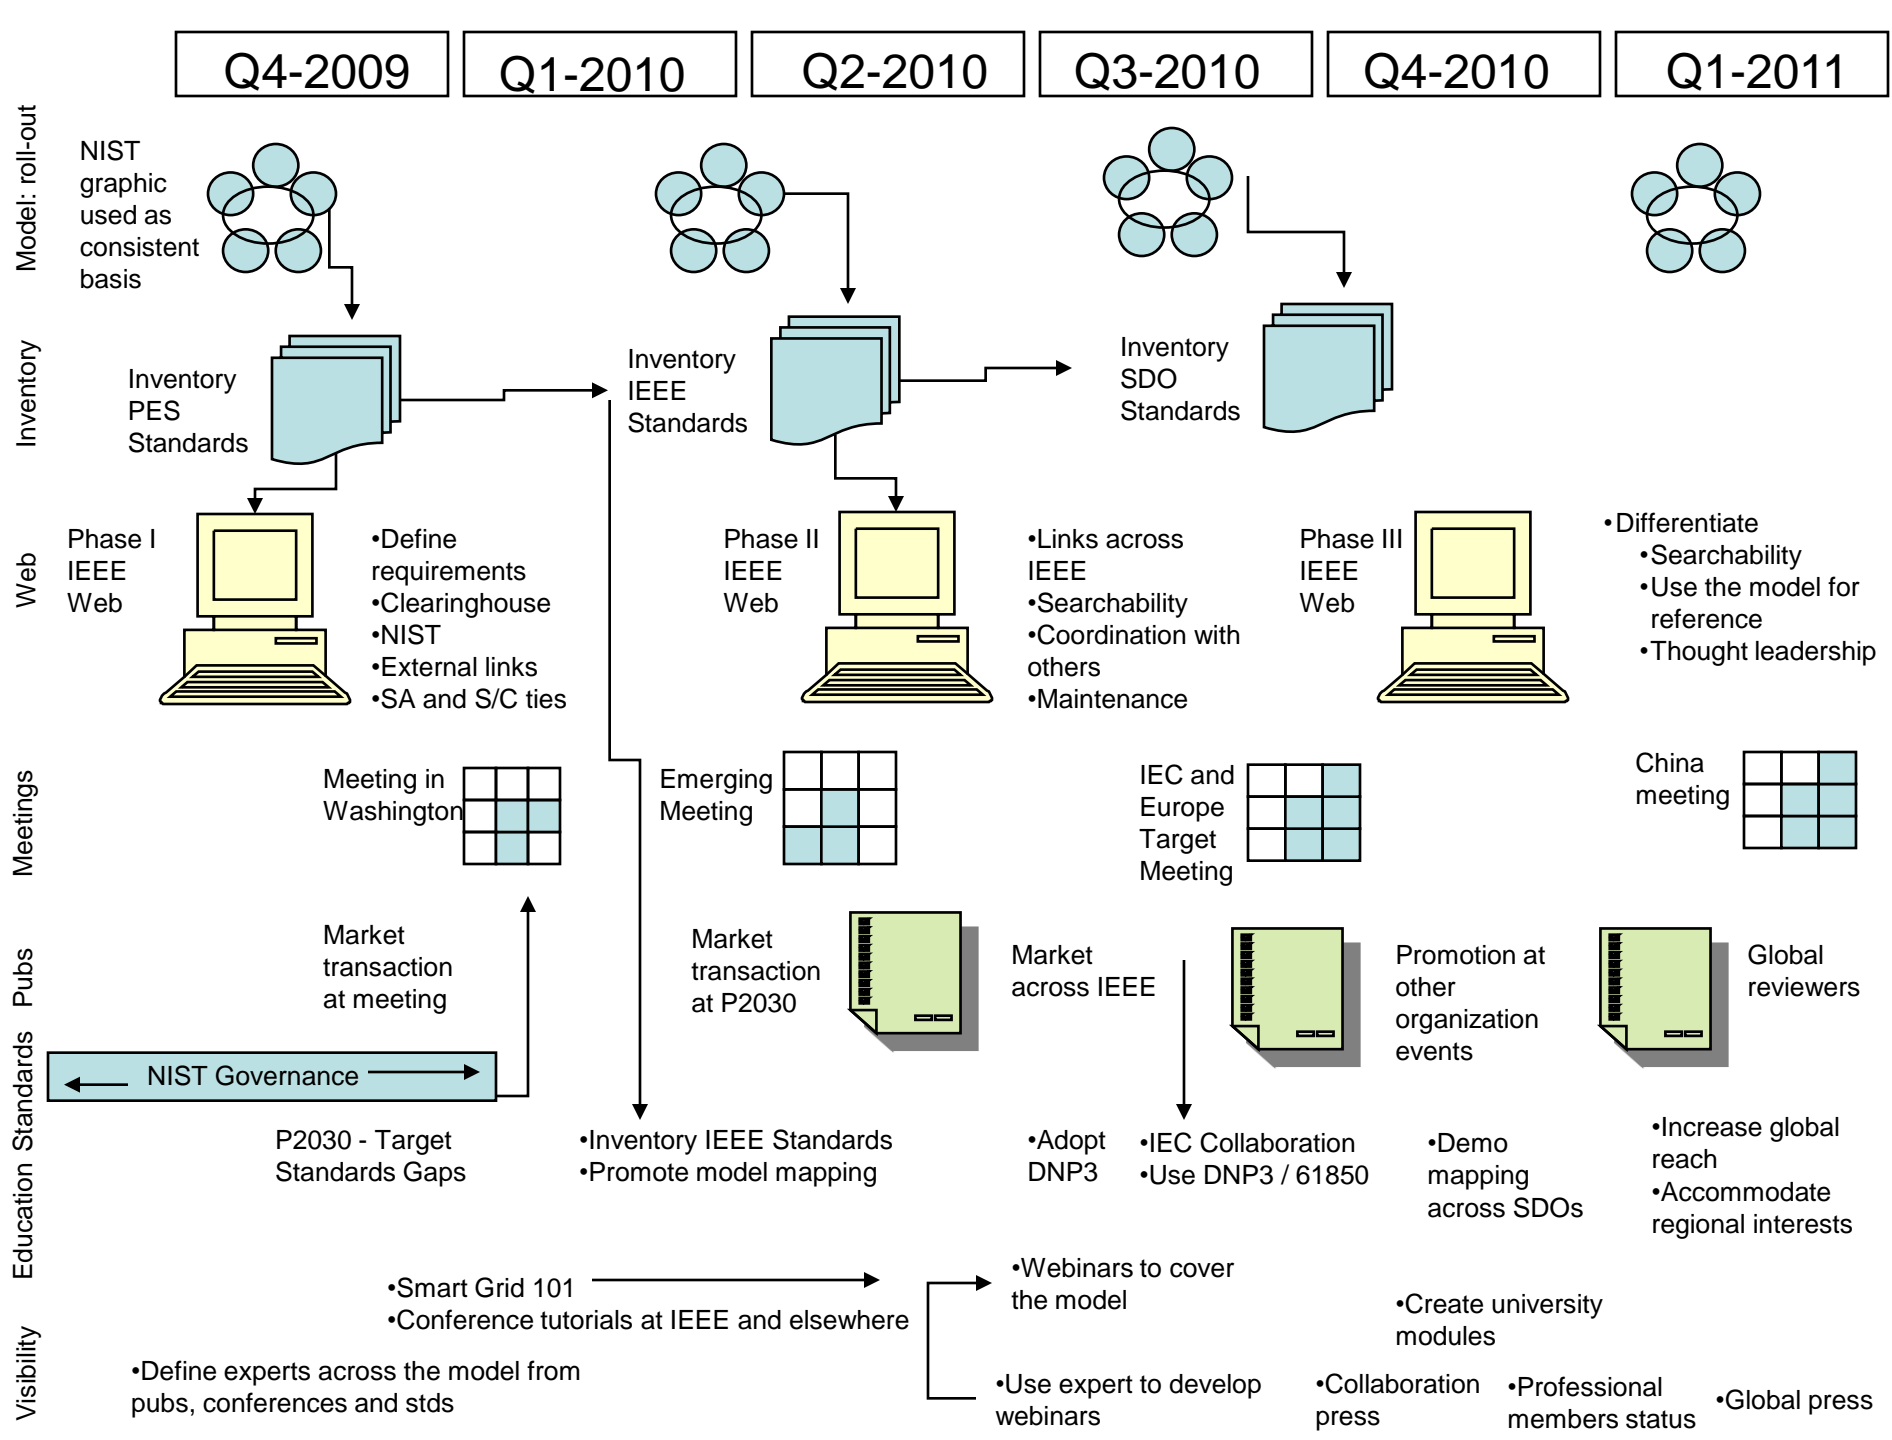 Q4-2009
Q1-2010
Q2-2010
Q3-2010
Q4-2010
Q1-2011
Model: roll-out
NIST
graphic
used as
consistent
basis
Inventory
Inventory
PES
Standards
Inventory
IEEE
Standards
Inventory
SDO
Standards
Web
Phase I
IEEE
Web
•Define
requirements
•Clearinghouse
•NIST
•External links
•SA and S/C ties
Phase II
IEEE
Web
•Links across
IEEE
•Searchability
•Coordination with
others
•Maintenance
Phase III
IEEE
Web
•Differentiate
•Searchability
•Use the model for
reference
•Thought leadership
Meetings
Meeting in
Washington
Emerging
Meeting
IEC and
Europe
Target
Meeting
China
meeting
Pubs
Market
transaction
at meeting
Market
transaction
at P2030
Market
across IEEE
Promotion at
other
organization
events
Global
reviewers
Standards
NIST Governance
P2030 - Target
Standards Gaps
•Inventory IEEE Standards
•Promote model mapping
•Adopt
DNP3
•IEC Collaboration
•Use DNP3 / 61850
•Demo
mapping
across SDOs
•Increase global
reach
•Accommodate
regional interests
Education
•Smart Grid 101
•Conference tutorials at IEEE and elsewhere
•Webinars to cover
the model
•Create university
modules
Visibility
•Define experts across the model from
pubs, conferences and stds
•Use expert to develop
webinars
•Collaboration
press
•Professional
members status
•Global press